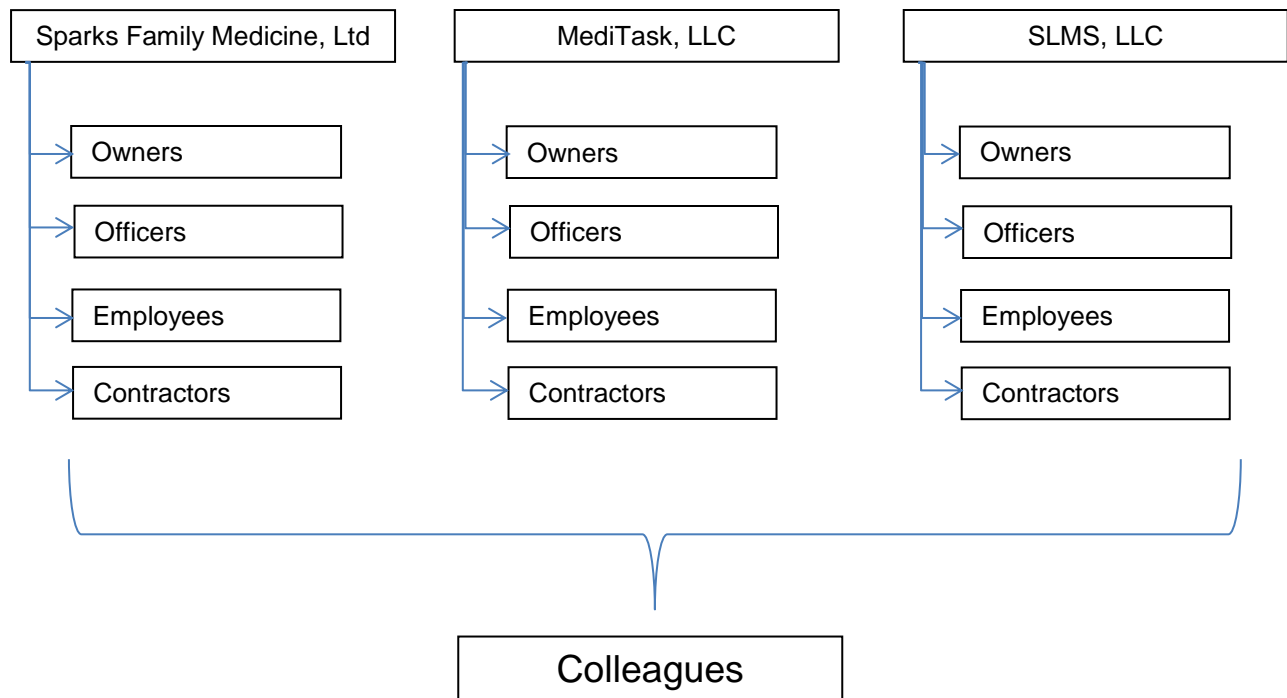 Sparks Family Medicine, Ltd
MediTask, LLC
SLMS, LLC
Owners
Owners
Owners
Officers
Officers
Officers
Employees
Employees
Employees
Contractors
Contractors
Contractors
Colleagues